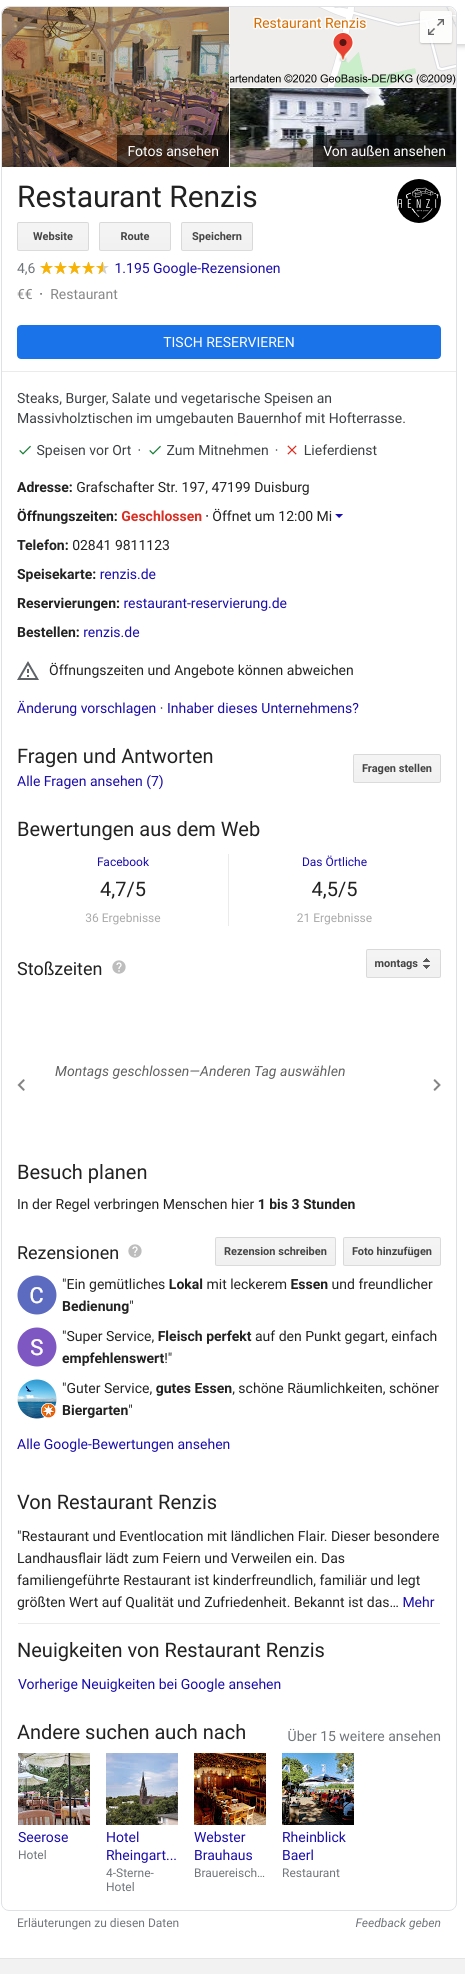 Restaurant Renzis
artendaten ©2020 GeoBasis-DE/BKG (©2009)
Fotos ansehen
Von außen ansehen
Restaurant Renzis
RENZI
Website
Route
Speichern
4,6 1.195 Google-Rezensionen
€€ · Restaurant
TISCH RESERVIEREN
Steaks, Burger, Salate und vegetarische Speisen an
Massivholztischen im umgebauten Bauernhof mit Hofterrasse.
Speisen vor Ort · Zum Mitnehmen · Lieferdienst
Adresse: Grafschafter Str. 197, 47199 Duisburg
Öffnungszeiten: Geschlossen · Öffnet um 12:00 Mi
Telefon: 02841 9811123
Speisekarte: renzis.de
Reservierungen: restaurant-reservierung.de
Bestellen: renzis.de
Öffnungszeiten und Angebote können abweichen
Änderung vorschlagen · Inhaber dieses Unternehmens?
Fragen und Antworten
Alle Fragen ansehen (7)
Fragen stellen
Bewertungen aus dem Web
Facebook
4,7/5
36 Ergebnisse
Das Örtliche
4,5/5
21 Ergebnisse
Stoßzeiten ?
montags
Montags geschlossen—Anderen Tag auswählen
Besuch planen
In der Regel verbringen Menschen hier 1 bis 3 Stunden
Rezensionen ?
Rezension schreiben
Foto hinzufügen
C
"Ein gemütliches Lokal mit leckerem Essen und freundlicher
Bedienung"
S
"Super Service, Fleisch perfekt auf den Punkt gegart, einfach
empfehlenswert!"
"Guter Service, gutes Essen, schöne Räumlichkeiten, schöner
Biergarten"
Alle Google-Bewertungen ansehen
Von Restaurant Renzis
"Restaurant und Eventlocation mit ländlichen Flair. Dieser besondere
Landhausflair lädt zum Feiern und Verweilen ein. Das
familiengeführte Restaurant ist kinderfreundlich, familiär und legt
größten Wert auf Qualität und Zufriedenheit. Bekannt ist das… Mehr
Neuigkeiten von Restaurant Renzis
Vorherige Neuigkeiten bei Google ansehen
Andere suchen auch nach
Über 15 weitere ansehen
Seerose
Hotel
Hotel
Rheingart...
4-Sterne-
Hotel
Webster
Brauhaus
Brauereisch...
Rheinblick
Baerl
Restaurant
Erläuterungen zu diesen Daten
Feedback geben